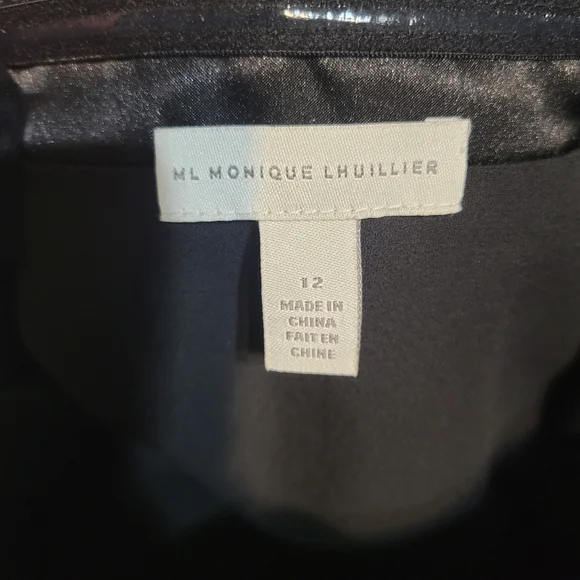 ML MONIQUE LHUILLIER
12
MADE IN
CHINA
FAIT EN
CHINE